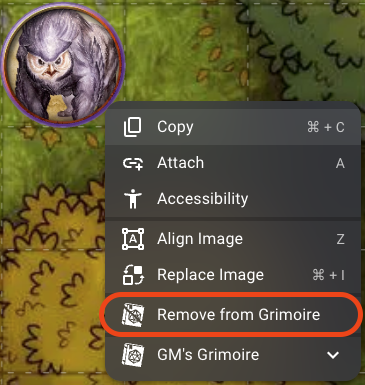 Copy ⌘ + C
Attach A
Accessibility
Align Image Z
Replace Image ⌘ + I
Remove from Grimoire
GM's Grimoire